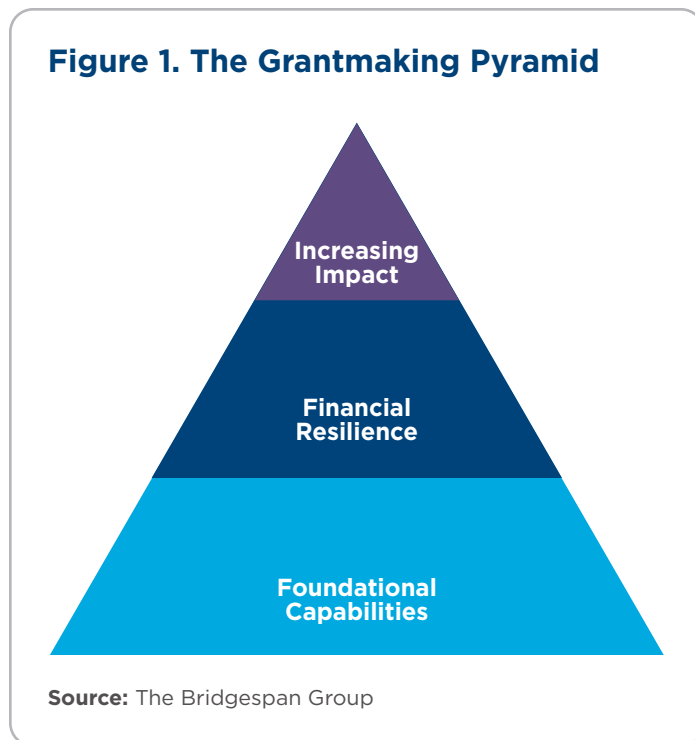 Figure 1. The Grantmaking Pyramid
Increasing
Impact
Financial
Resilience
Foundational
Capabilities
Source: The Bridgespan Group